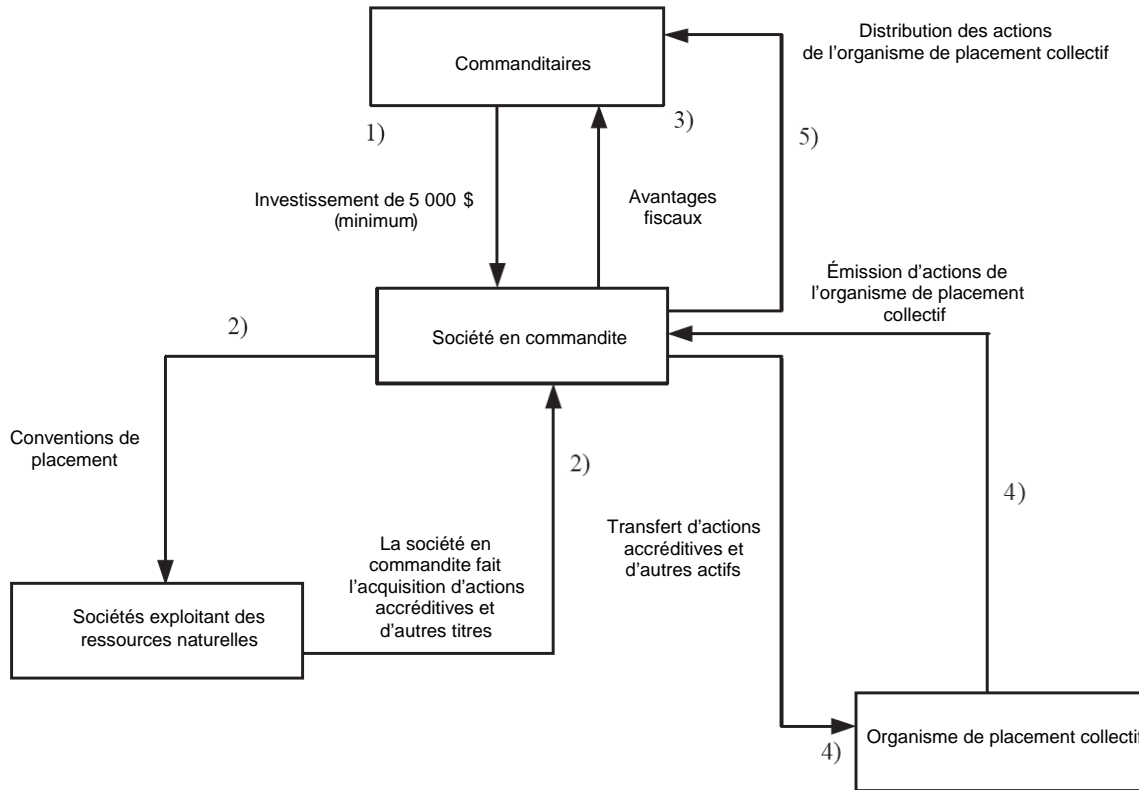 Distribution des actions
de l'organisme de placement collectif
Commanditaires
1)
3)
5)
Investissement de 5 000 $
(minimum)
Avantages
fiscaux
Émission d'actions de
l'organisme de placement
collectif
2)
Société en commandite
Conventions de
placement
2)
4)
La société en
commandite fait
l'acquisition d'actions
accréditives et
d'autres titres
Transfert d'actions
accréditives et
d'autres actifs
Sociétés exploitant des
ressources naturelles
4)
Organisme de placement collectif